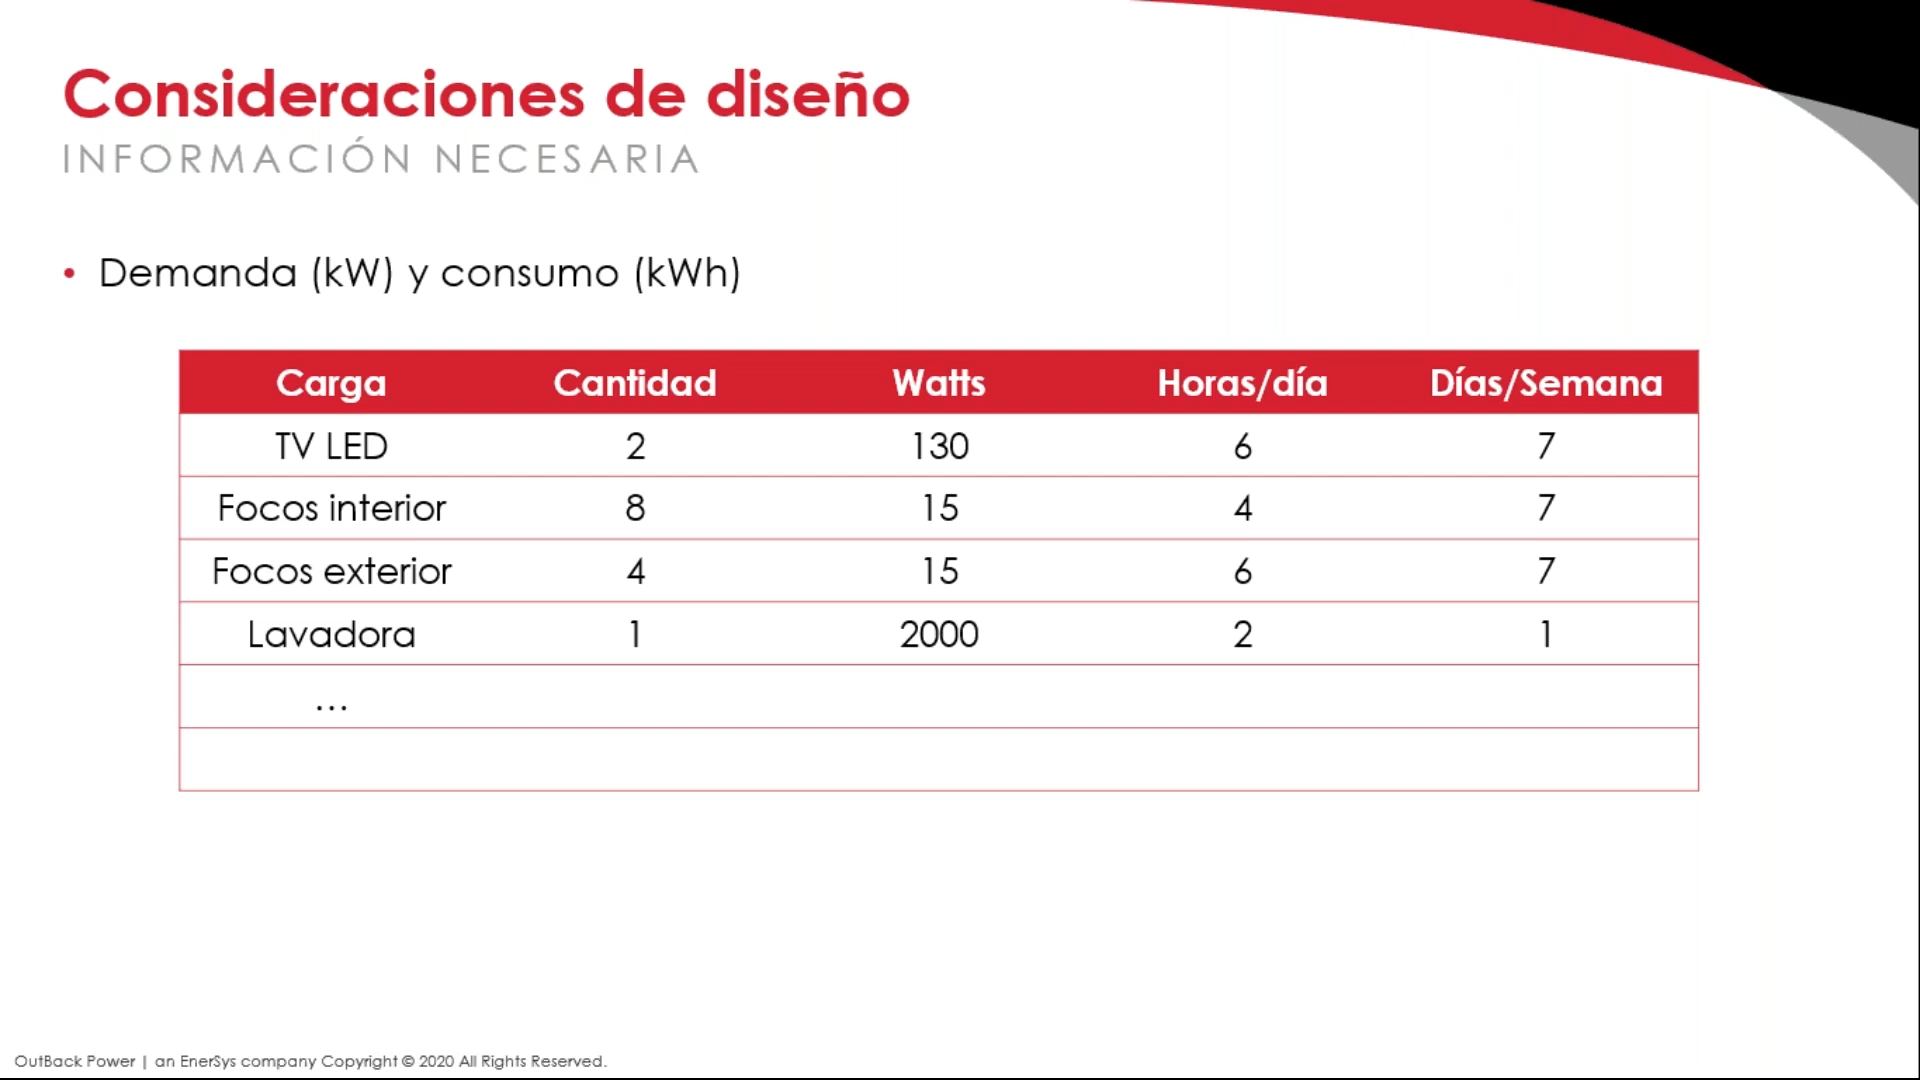 Consideraciones de diseño
INFORMACIÓN NECESARIA
• Demanda (kW) y consumo (kWh)
Carga Cantidad Watts Horas/día Días/Semana
TV LED 2 130 6 7
Focos interior 8 15 4 7
Focos exterior 4 15 6 7
Lavadora 1 2000 2 1
...
OutBack Power | an EnerSys company Copyright © 2020 All Rights Reserved.